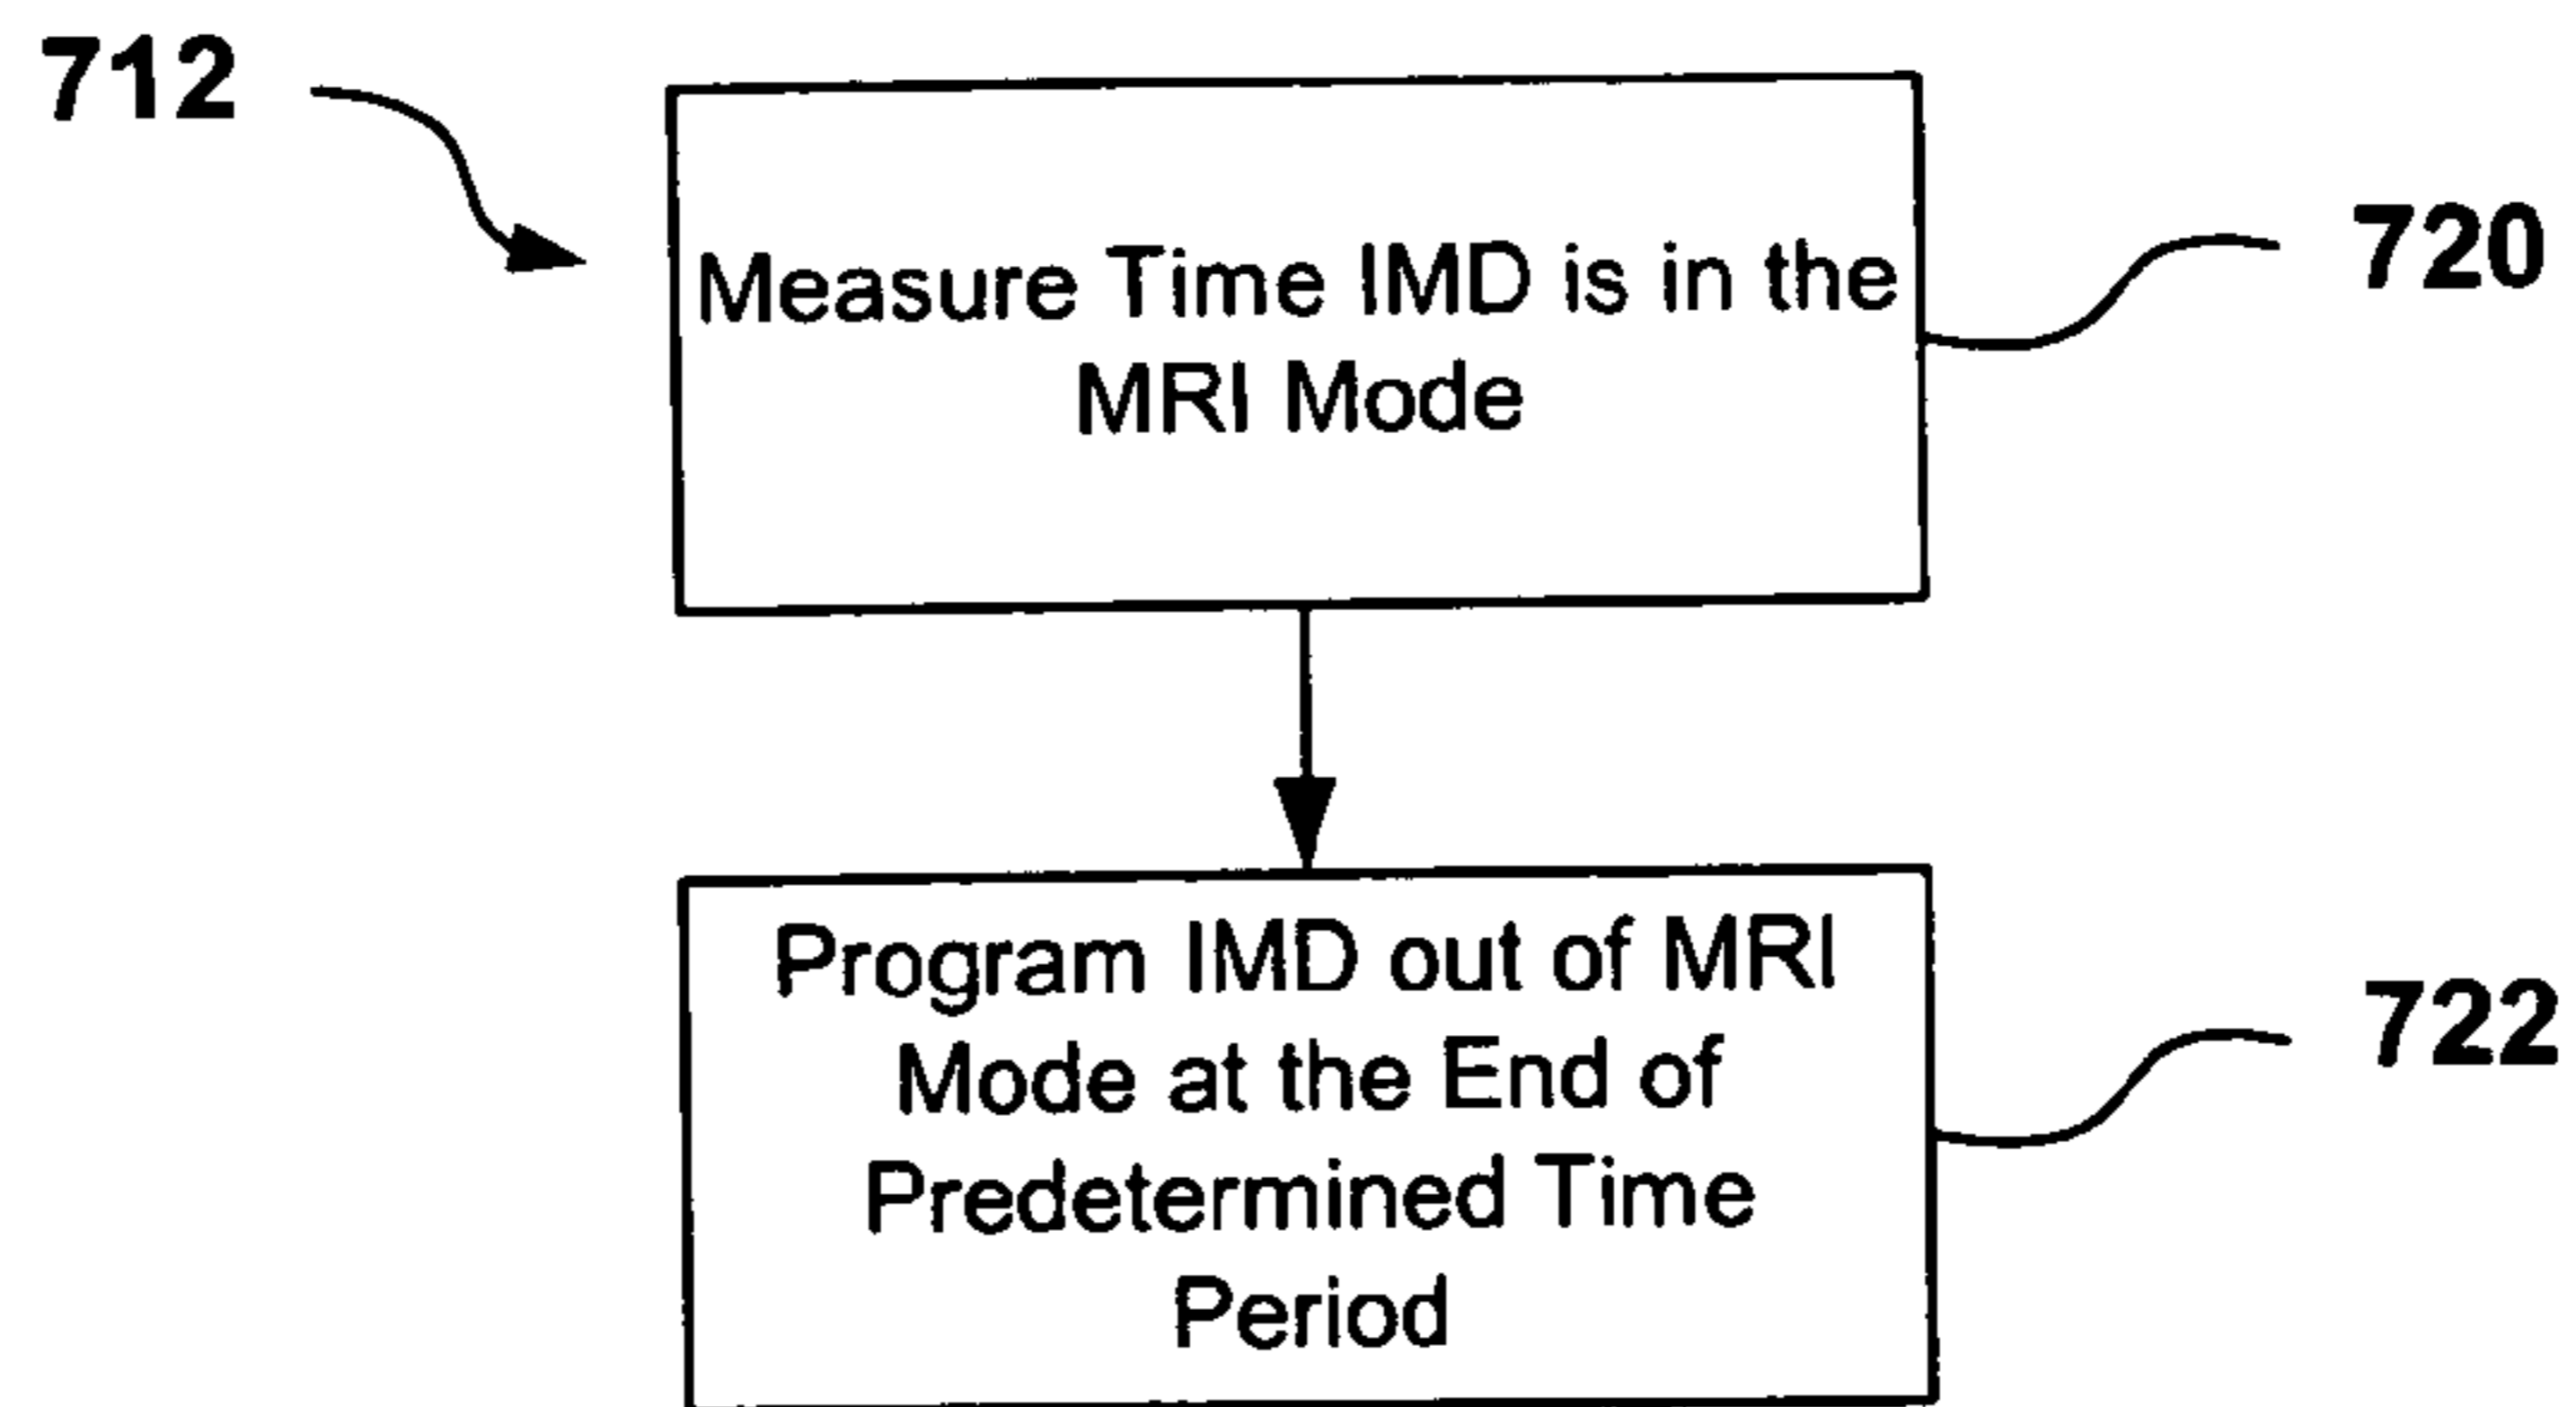 712
Measure Time IMD is in the
MRI Mode
720
Program IMD out of MRI
Mode at the End of
Predetermined Time
Period
722